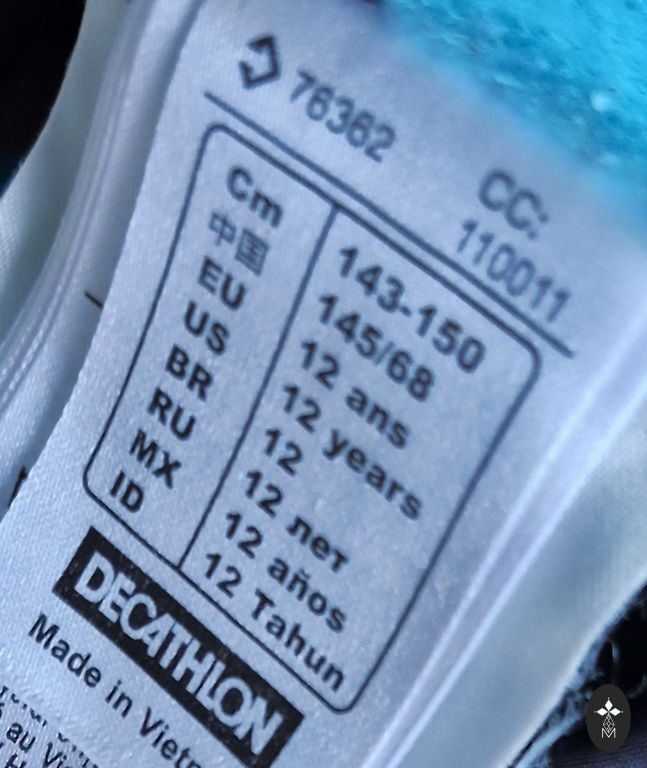 76362
CC:
110011
Cm 143-150
中国 145/68
EU 12 ans
US 12 years
BR 12
RU 12 лет
MX 12 años
ID 12 Tahun
DECATHLON
Made in
au